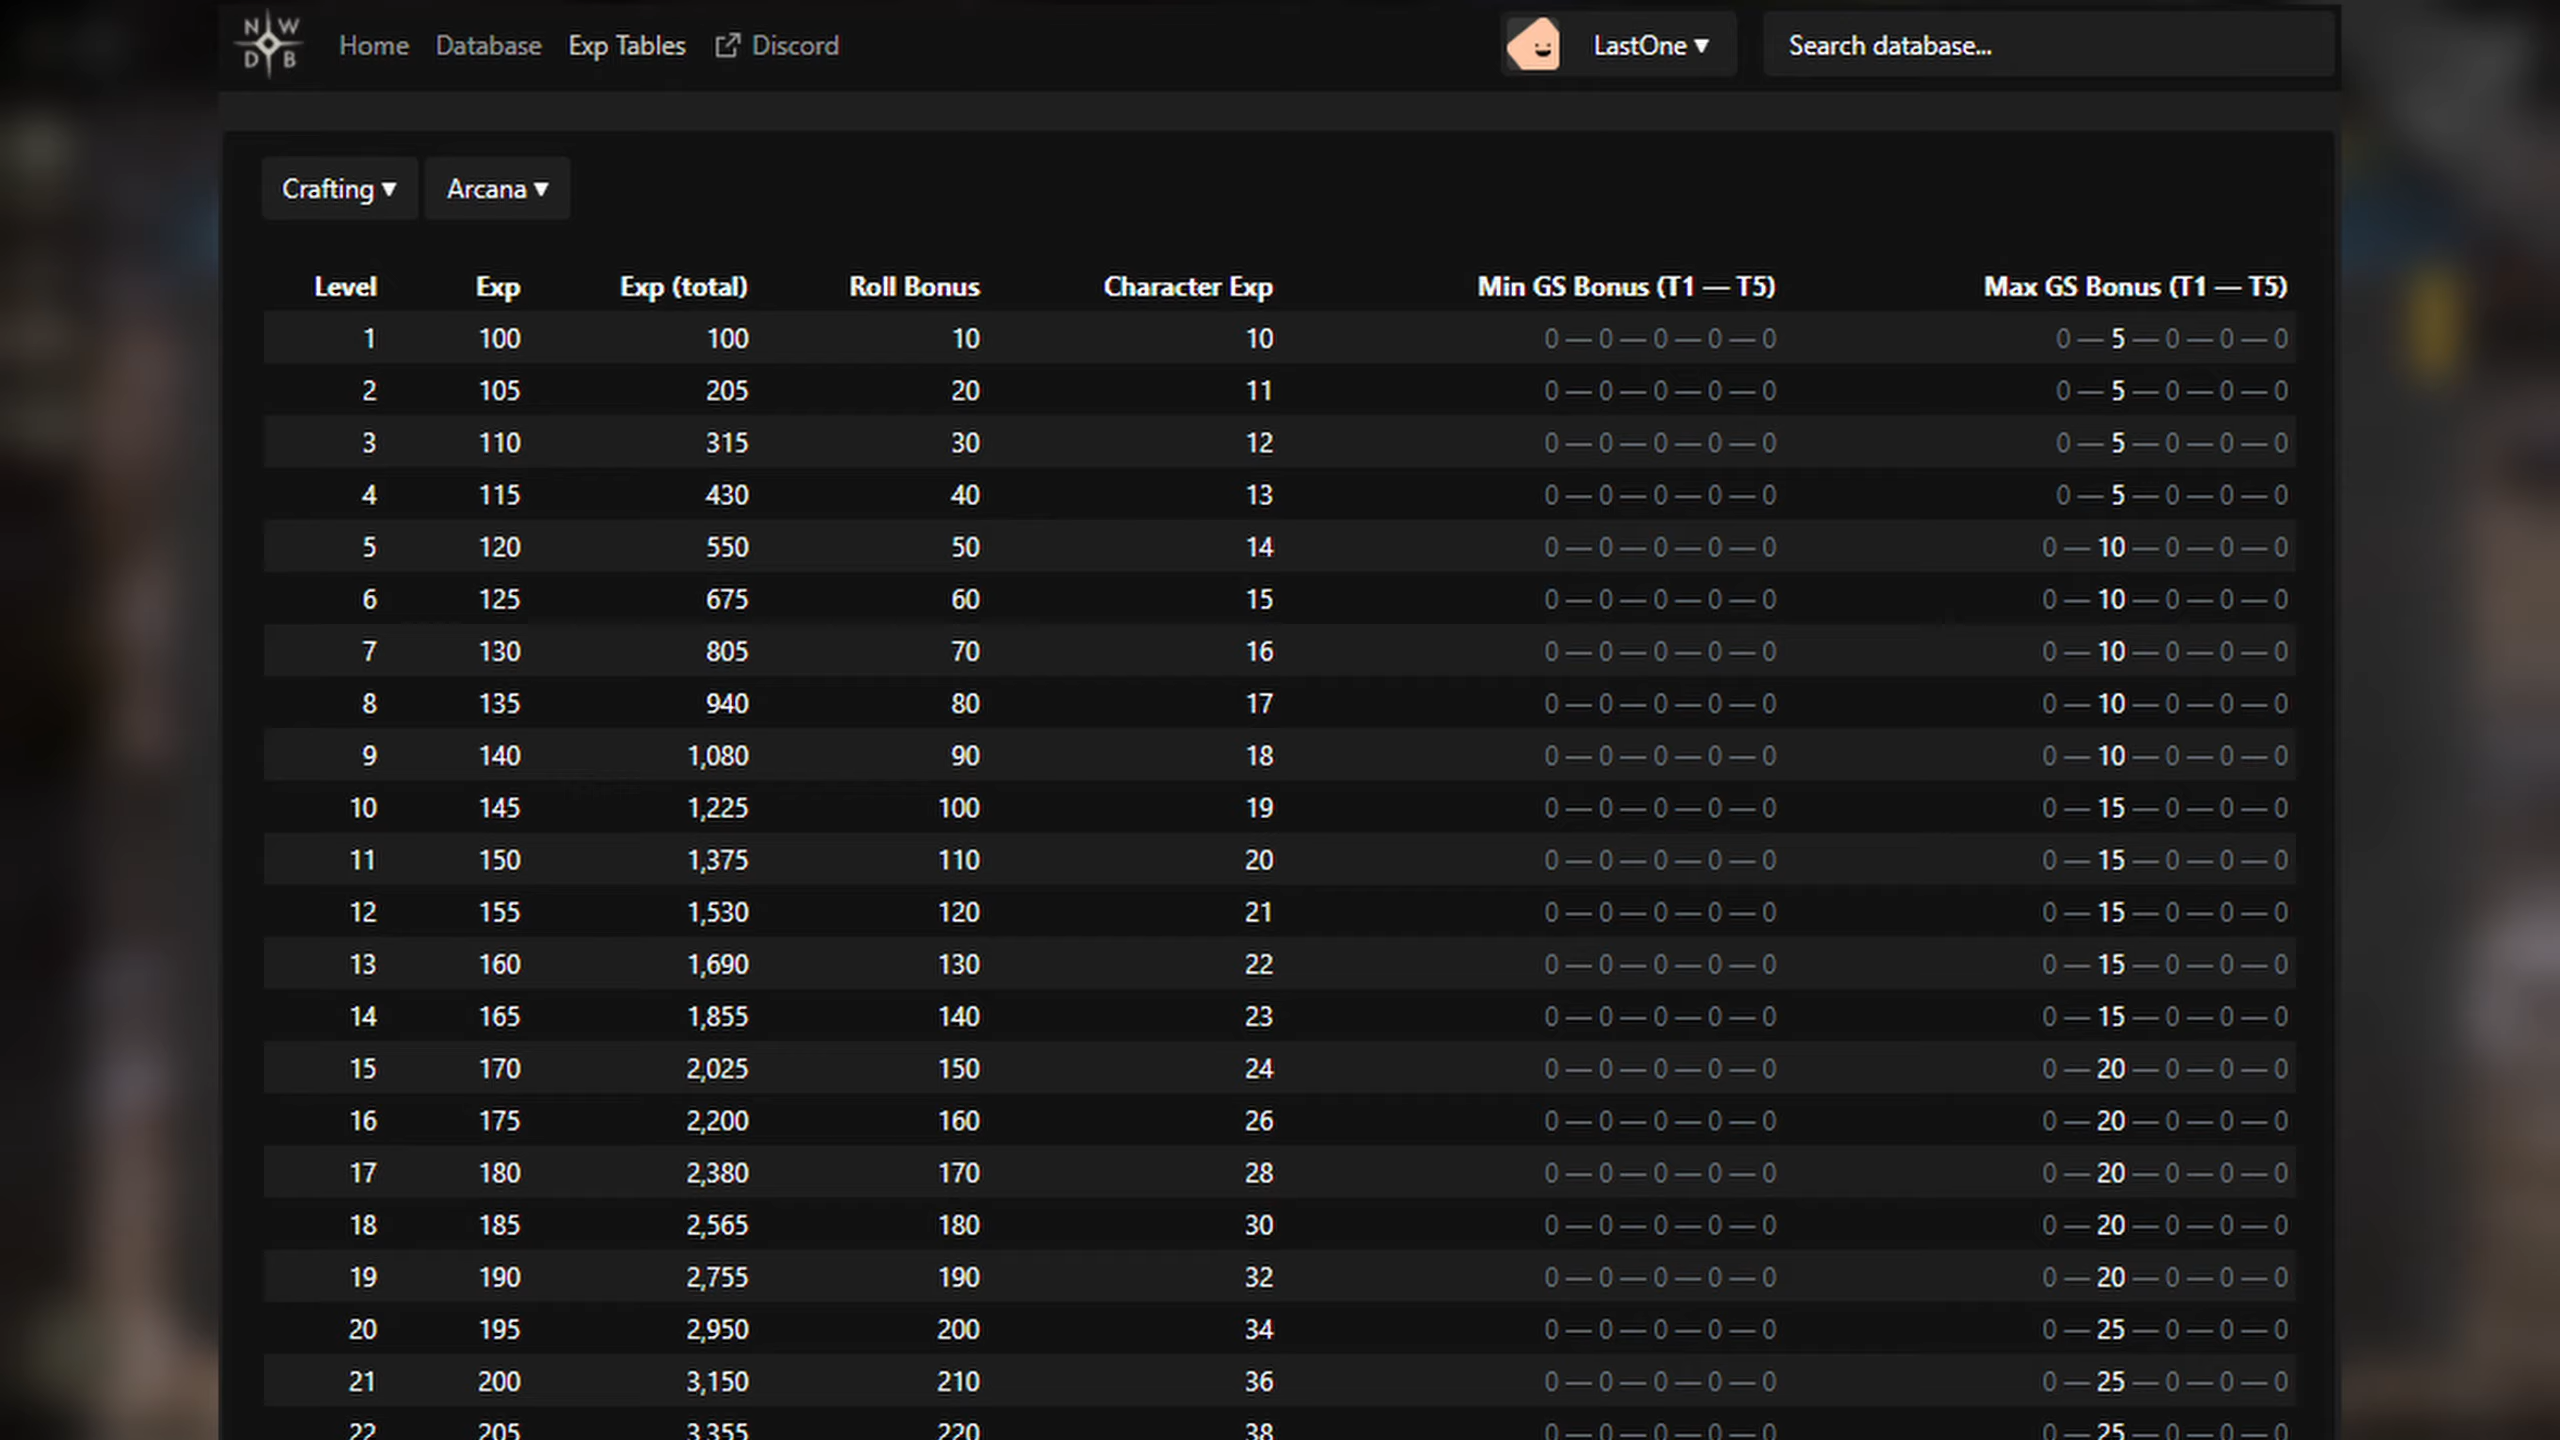 N W
D B
Home Database Exp Tables Discord LastOne ▼ Search database...
Crafting ▼ Arcana ▼
Level Exp Exp (total) Roll Bonus Character Exp Min GS Bonus (T1 — T5) Max GS Bonus (T1 — T5)
1 100 100 10 10 0 — 0 — 0 — 0 — 0 0 — 5 — 0 — 0 — 0
2 105 205 20 11 0 — 0 — 0 — 0 — 0 0 — 5 — 0 — 0 — 0
3 110 315 30 12 0 — 0 — 0 — 0 — 0 0 — 5 — 0 — 0 — 0
4 115 430 40 13 0 — 0 — 0 — 0 — 0 0 — 5 — 0 — 0 — 0
5 120 550 50 14 0 — 0 — 0 — 0 — 0 0 — 10 — 0 — 0 — 0
6 125 675 60 15 0 — 0 — 0 — 0 — 0 0 — 10 — 0 — 0 — 0
7 130 805 70 16 0 — 0 — 0 — 0 — 0 0 — 10 — 0 — 0 — 0
8 135 940 80 17 0 — 0 — 0 — 0 — 0 0 — 10 — 0 — 0 — 0
9 140 1,080 90 18 0 — 0 — 0 — 0 — 0 0 — 10 — 0 — 0 — 0
10 145 1,225 100 19 0 — 0 — 0 — 0 — 0 0 — 15 — 0 — 0 — 0
11 150 1,375 110 20 0 — 0 — 0 — 0 — 0 0 — 15 — 0 — 0 — 0
12 155 1,530 120 21 0 — 0 — 0 — 0 — 0 0 — 15 — 0 — 0 — 0
13 160 1,690 130 22 0 — 0 — 0 — 0 — 0 0 — 15 — 0 — 0 — 0
14 165 1,855 140 23 0 — 0 — 0 — 0 — 0 0 — 15 — 0 — 0 — 0
15 170 2,025 150 24 0 — 0 — 0 — 0 — 0 0 — 20 — 0 — 0 — 0
16 175 2,200 160 26 0 — 0 — 0 — 0 — 0 0 — 20 — 0 — 0 — 0
17 180 2,380 170 28 0 — 0 — 0 — 0 — 0 0 — 20 — 0 — 0 — 0
18 185 2,565 180 30 0 — 0 — 0 — 0 — 0 0 — 20 — 0 — 0 — 0
19 190 2,755 190 32 0 — 0 — 0 — 0 — 0 0 — 20 — 0 — 0 — 0
20 195 2,950 200 34 0 — 0 — 0 — 0 — 0 0 — 25 — 0 — 0 — 0
21 200 3,150 210 36 0 — 0 — 0 — 0 — 0 0 — 25 — 0 — 0 — 0
22 205 3,355 220 38 0 — 0 — 0 — 0 — 0 0 — 25 — 0 — 0 — 0